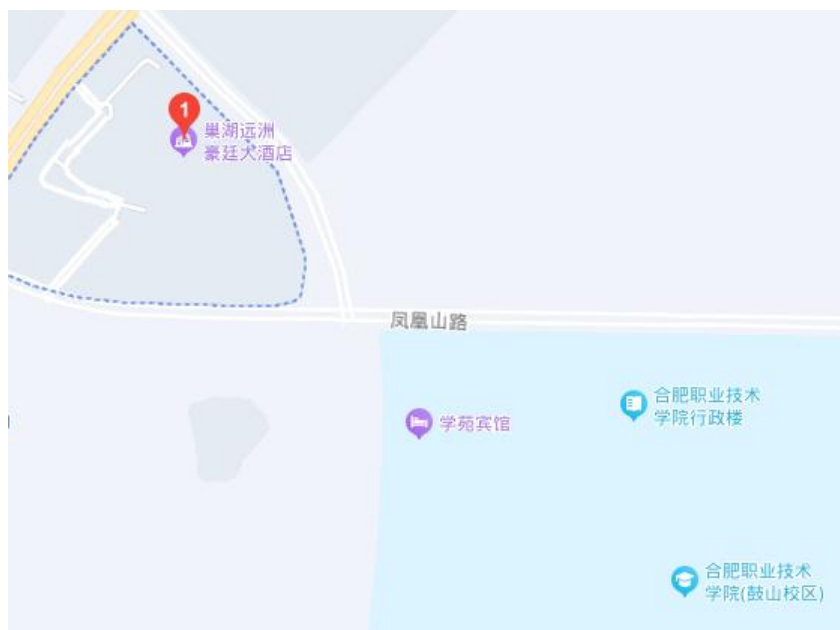 1
巢湖远洲
豪廷大酒店
凤凰山路
合肥职业技术
学院行政楼
学苑宾馆
合肥职业技术
学院(鼓山校区)